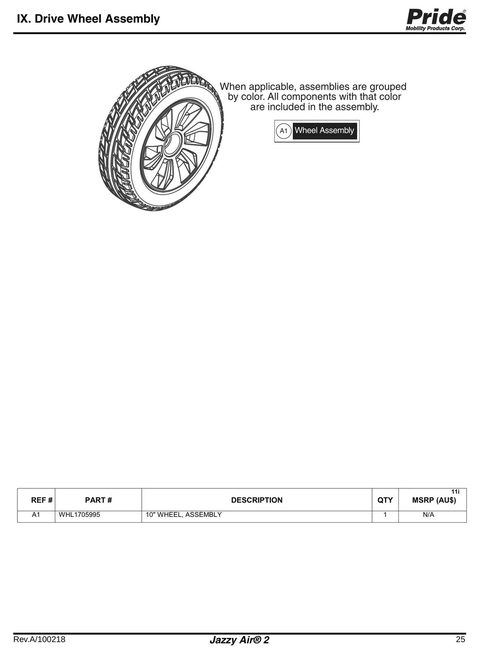 IX. Drive Wheel Assembly
Pride®
Mobility Products Corp.
When applicable, assemblies are grouped
by color. All components with that color
are included in the assembly.
A1 Wheel Assembly
11i
REF # PART # DESCRIPTION QTY MSRP (AU$)
A1 WHL1705995 10" WHEEL, ASSEMBLY 1 N/A
Rev.A/100218 Jazzy Air® 2 25